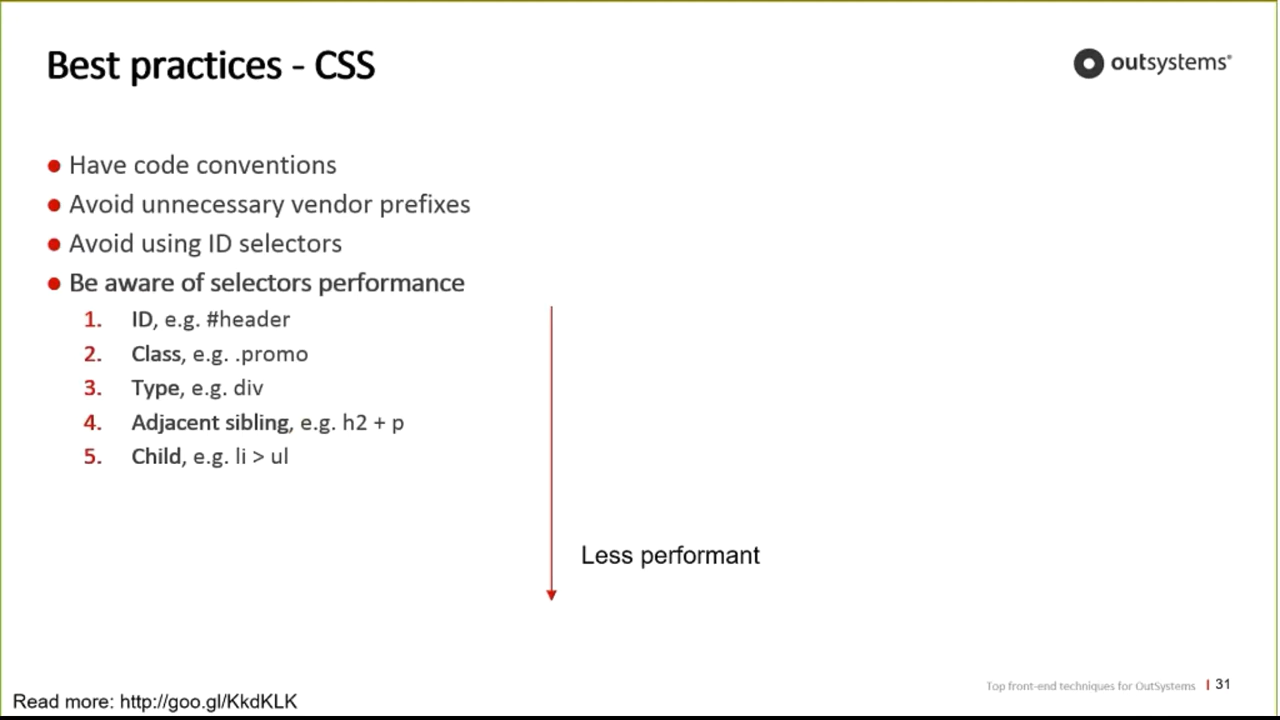 Best practices - CSS
outsystems®
● Have code conventions
● Avoid unnecessary vendor prefixes
● Avoid using ID selectors
● Be aware of selectors performance
1. ID, e.g. #header
2. Class, e.g. .promo
3. Type, e.g. div
4. Adjacent sibling, e.g. h2 + p
5. Child, e.g. li > ul
Less performant
Top front-end techniques for OutSystems | 31
Read more: http://goo.gl/KkdKLK